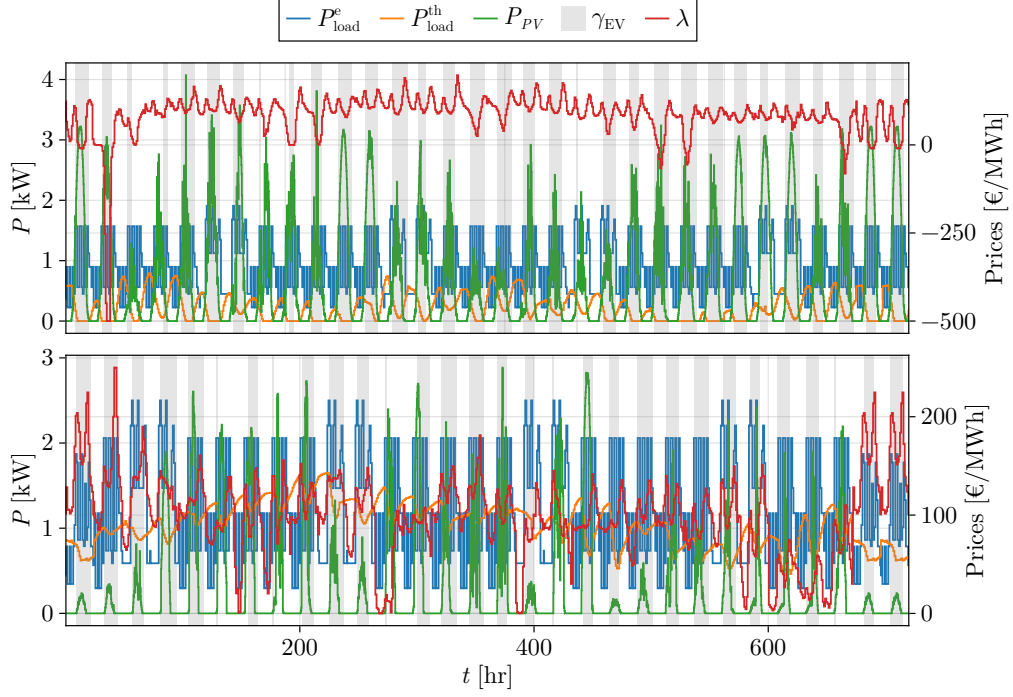 P^e_load P^th_load P_PV γ_EV λ
4
3
2
1
0
P [kW]
0
−250
−500
Prices [€/MWh]
3
2
1
0
P [kW]
200
100
0
Prices [€/MWh]
200 400 600
t [hr]